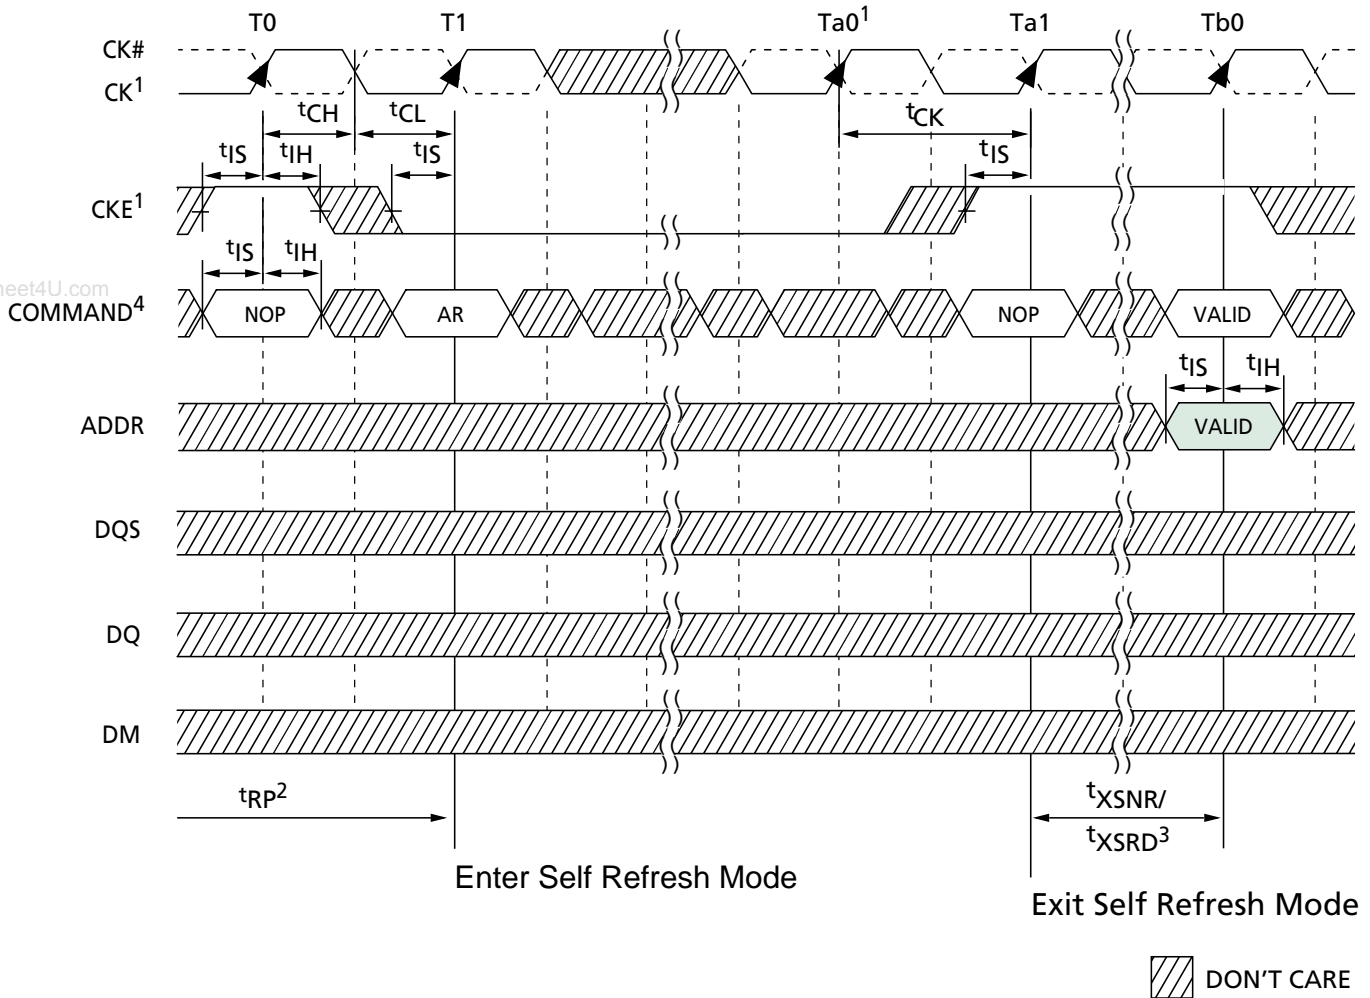 T0 T1 Ta0¹ Ta1 Tb0
CK#
CK¹
tCH tCL tCK
tIS tIH tIS tIS
CKE¹
tIS tIH
eet4U.com
COMMAND⁴ NOP AR NOP VALID
tIS tIH
ADDR VALID
DQS
DQ
DM
tRP² tXSNR/
tXSRD³
Enter Self Refresh Mode
Exit Self Refresh Mode
DON'T CARE